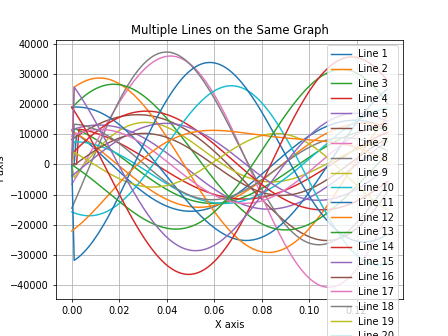 Multiple Lines on the Same Graph
40000
30000
20000
10000
0
−10000
−20000
−30000
−40000
0.00
0.02
0.04
0.06
0.08
0.10
X axis
axis
Line 1
Line 2
Line 3
Line 4
Line 5
Line 6
Line 7
Line 8
Line 9
Line 10
Line 11
Line 12
Line 13
Line 14
Line 15
Line 16
Line 17
Line 18
Line 19
Line 20